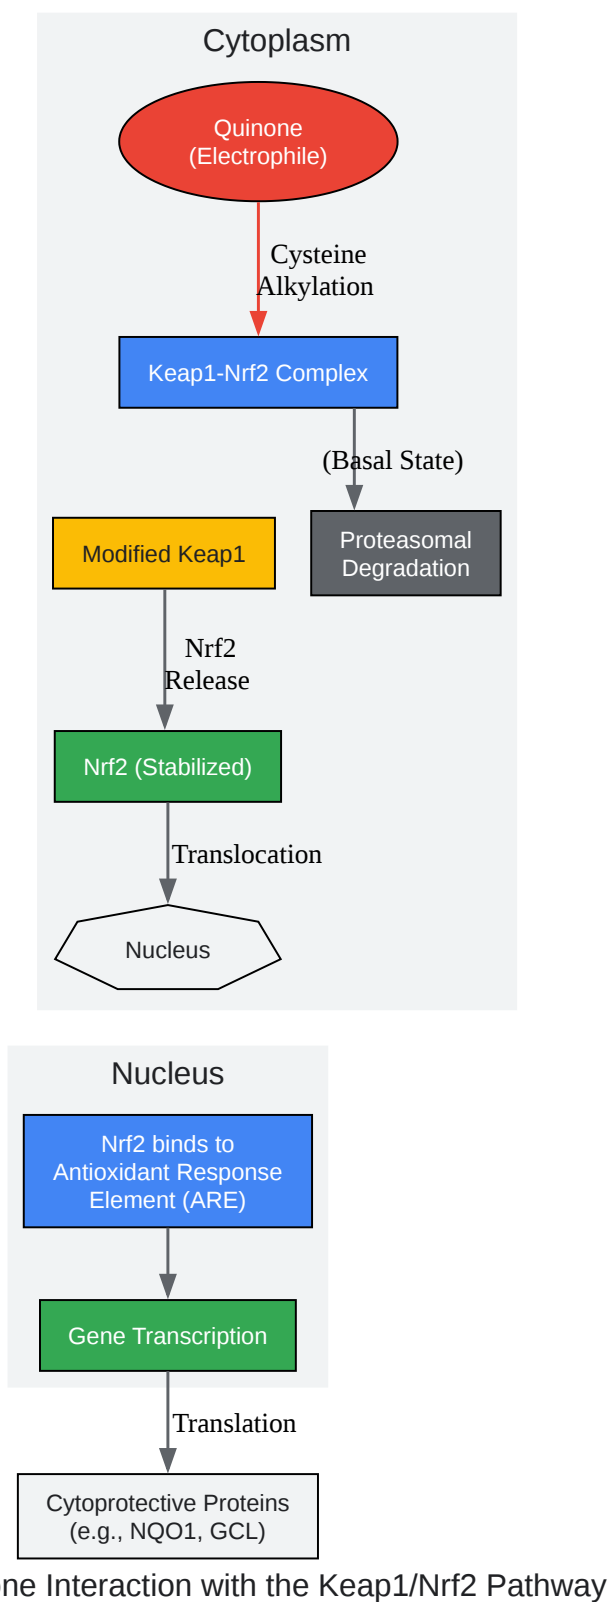 Cytoplasm
Quinone
(Electrophile)
Cysteine
Alkylation
Keap1-Nrf2 Complex
(Basal State)
Proteasomal
Degradation
Modified Keap1
Nrf2
Release
Nrf2 (Stabilized)
Translocation
Nucleus
Nucleus
Nrf2 binds to
Antioxidant Response
Element (ARE)
Gene Transcription
Translation
Cytoprotective Proteins
(e.g., NQO1, GCL)
Interaction with the Keap1/Nrf2 Pathway